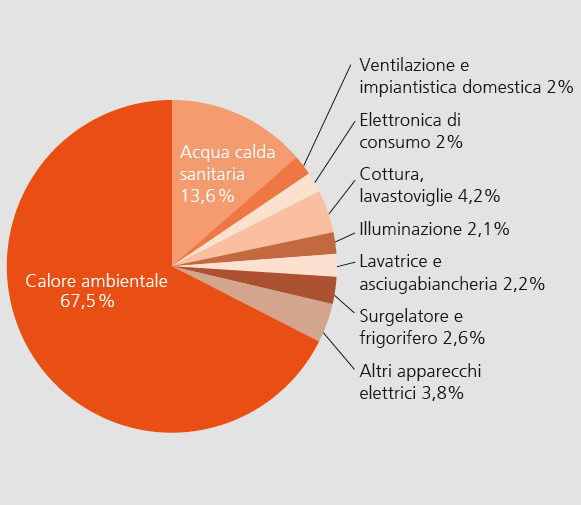 Ventilazione e
impiantistica domestica 2%
Elettronica di
consumo 2%
Acqua calda
sanitaria
13,6 %
Cottura,
lavastoviglie 4,2%
Illuminazione 2,1%
Lavatrice e
asciugabiancheria 2,2%
Calore ambientale
67,5 %
Surgelatore e
frigorifero 2,6%
Altri apparecchi
elettrici 3,8%